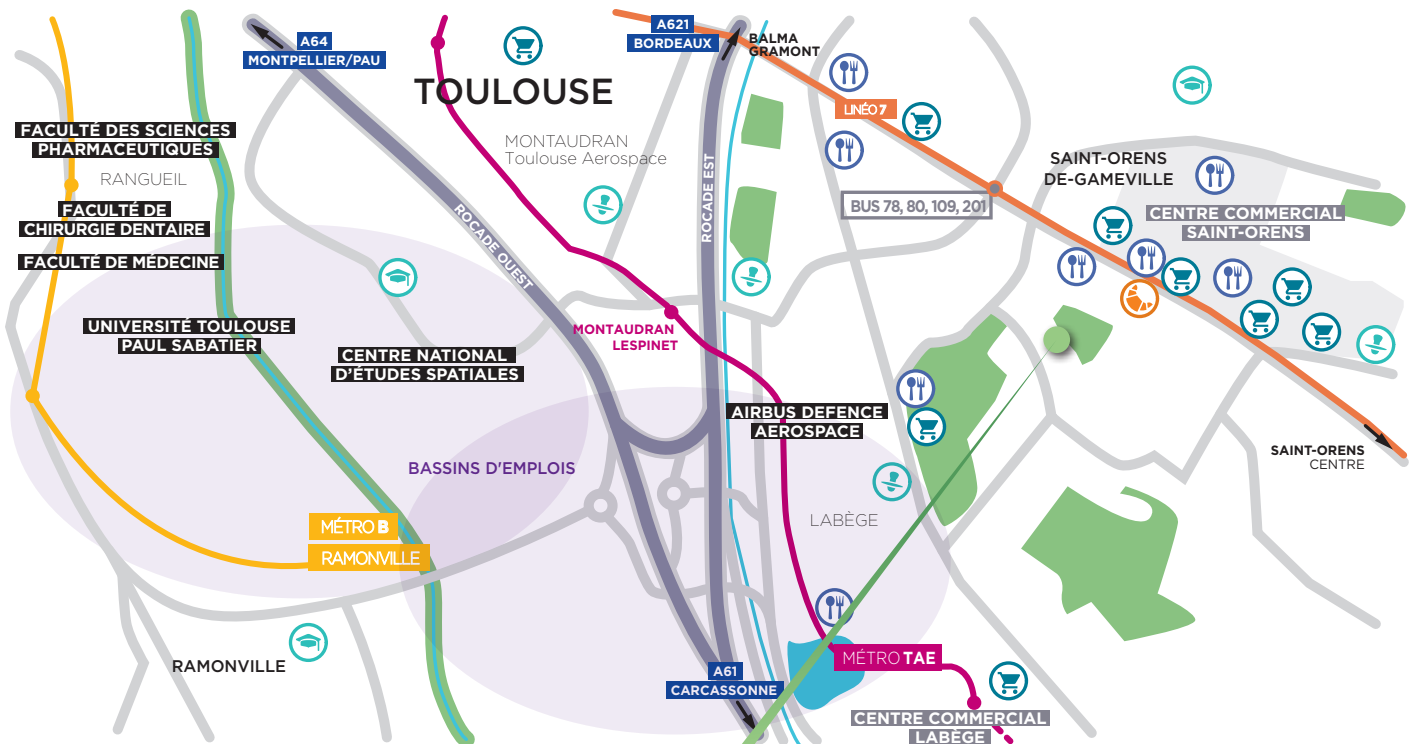 A64
MONTPELLIER/PAU
A621
BORDEAUX
BALMA
GRAMONT
TOULOUSE
LINÉO 7
FACULTÉ DES SCIENCES
PHARMACEUTIQUES
RANGUEIL
FACULTÉ DE
CHIRURGIE DENTAIRE
FACULTÉ DE MÉDECINE
MONTAUDRAN
Toulouse Aerospace
ROCADE EST
ROCADE OUEST
BUS 78, 80, 109, 201
SAINT-ORENS
DE-GAMEVILLE
CENTRE COMMERCIAL
SAINT-ORENS
UNIVERSITÉ TOULOUSE
PAUL SABATIER
CENTRE NATIONAL
D'ÉTUDES SPATIALES
MONTAUDRAN
LESPINET
AIRBUS DEFENCE
AEROSPACE
BASSINS D'EMPLOIS
SAINT-ORENS
CENTRE
LABÈGE
MÉTRO B
RAMONVILLE
RAMONVILLE
A61
CARCASSONNE
MÉTRO TAE
CENTRE COMMERCIAL
LABÈGE